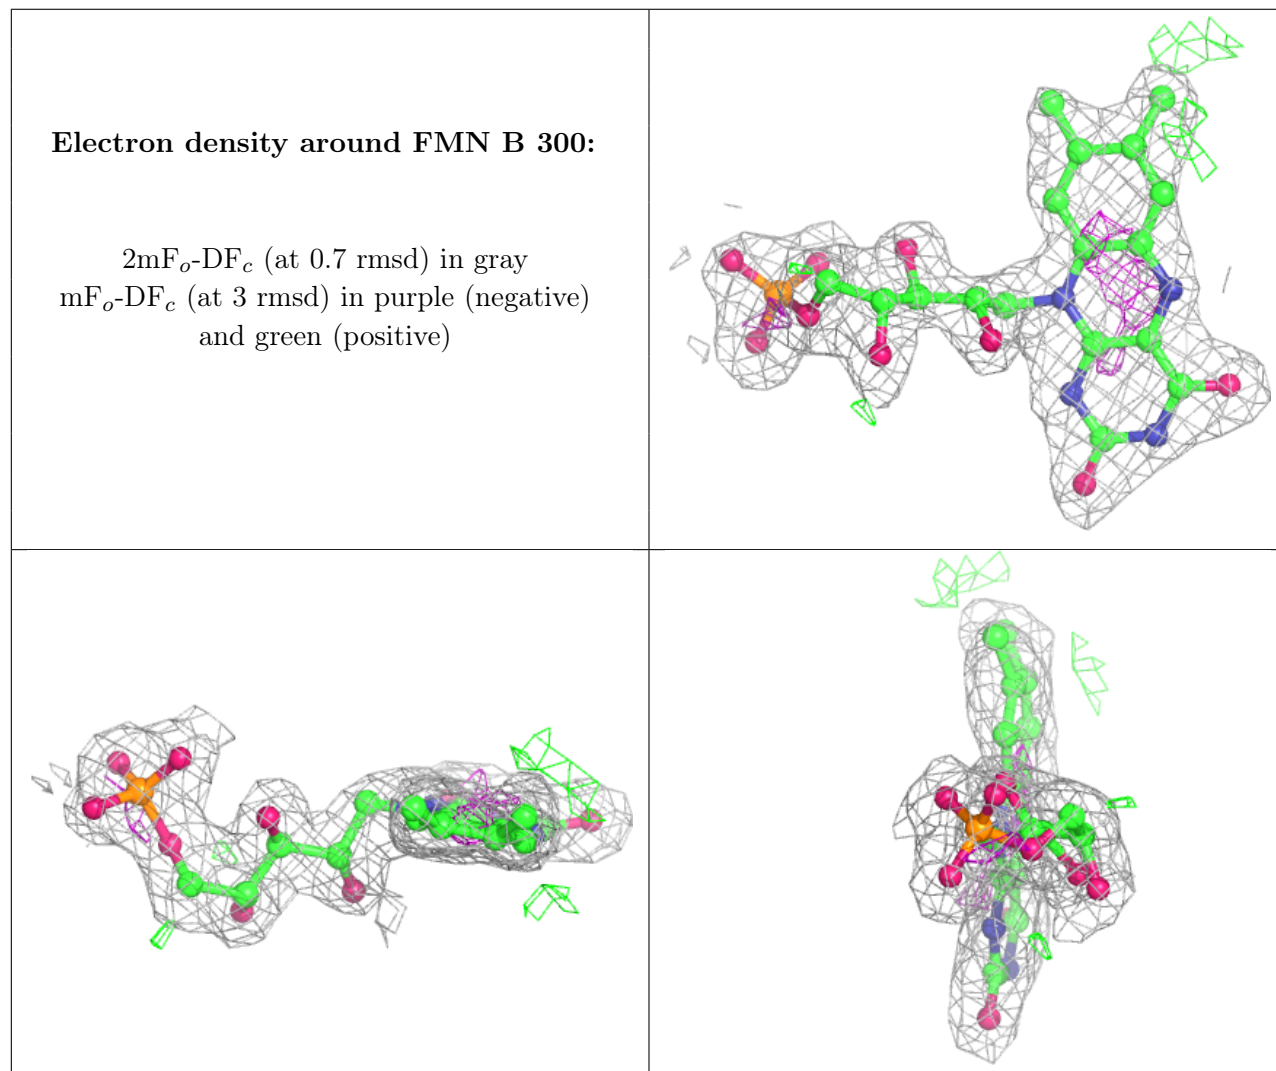 Electron density around FMN B 300:
2mFo-DFc (at 0.7 rmsd) in gray
mFo-DFc (at 3 rmsd) in purple (negative)
and green (positive)